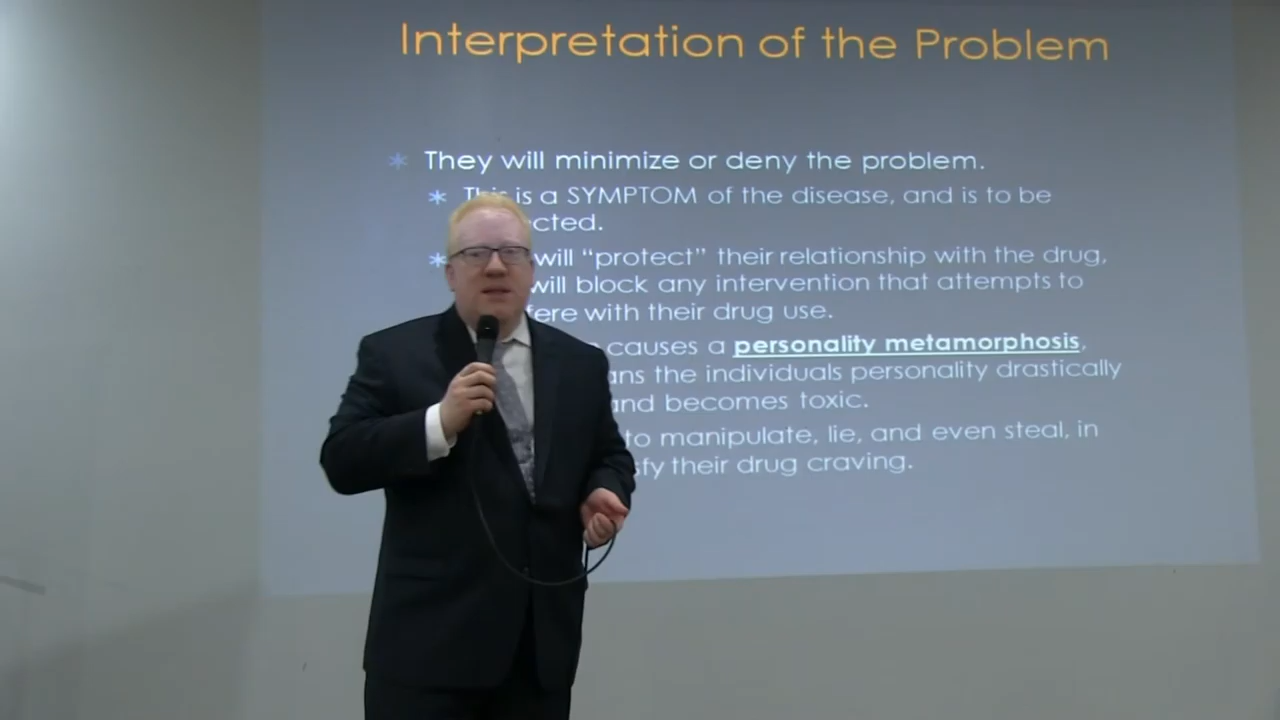 Interpretation of the Problem
* They will minimize or deny the problem.
* This is a SYMPTOM of the disease, and is to be
ected.
* will “protect” their relationship with the drug,
will block any intervention that attempts to
fere with their drug use.
causes a personality metamorphosis,
ans the individuals personality drastically
and becomes toxic.
to manipulate, lie, and even steal, in
sfy their drug craving.